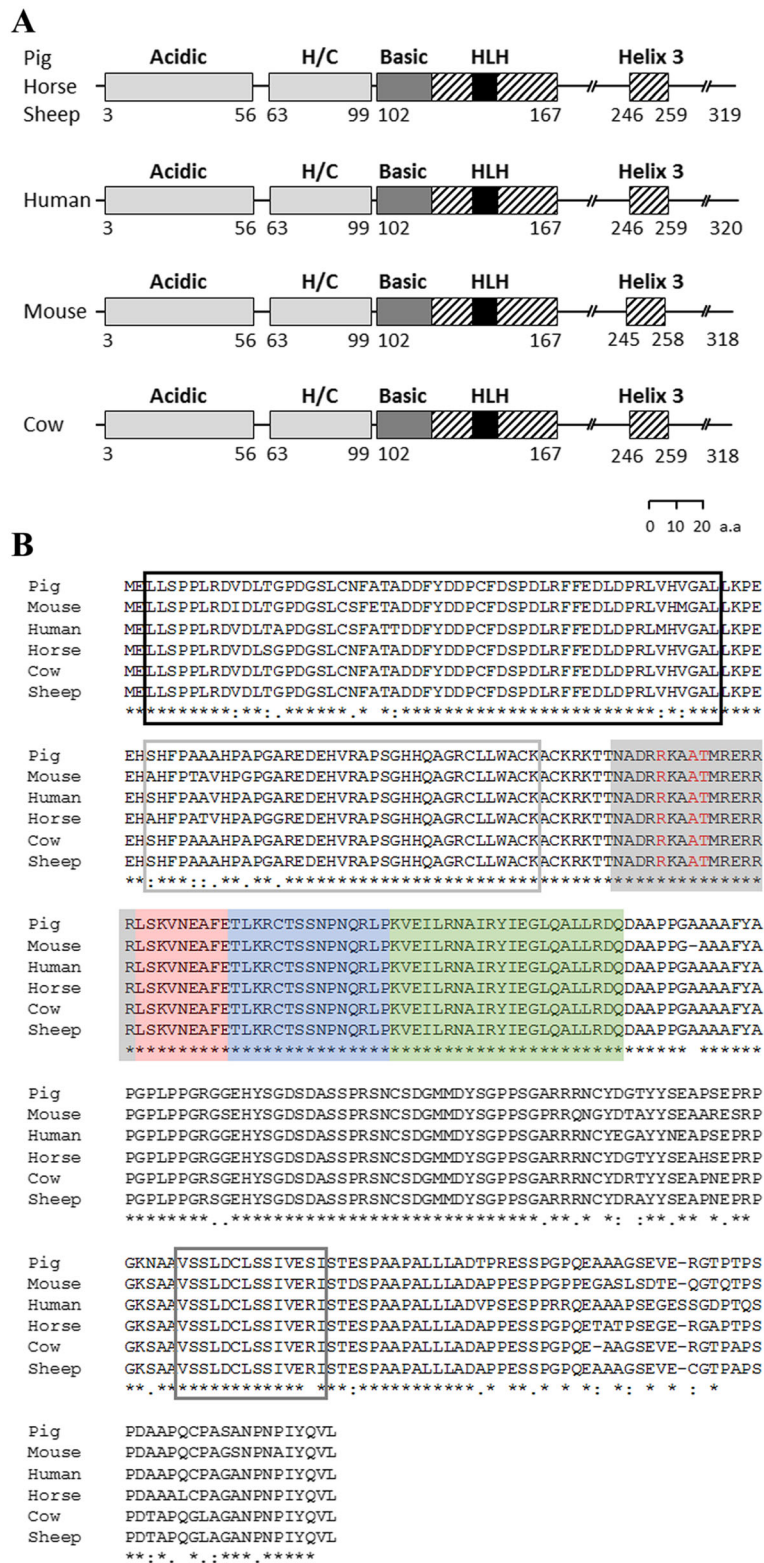 A
Acidic H/C Basic HLH Helix 3
Pig
Horse
Sheep
3 56 63 99 102 167 246 259 319
Acidic H/C Basic HLH Helix 3
Human
3 56 63 99 102 167 246 259 320
Acidic H/C Basic HLH Helix 3
Mouse
3 56 63 99 102 167 245 258 318
Acidic H/C Basic HLH Helix 3
Cow
3 56 63 99 102 167 246 259 318
0 10 20 a.a
B
Pig MELLSPPLRDVDLTGPDGSLCNFATADDFYDDPCFDSPDLRFFEDLDPRLVHVGALLKPE
Mouse MELLSPPLRDIDLTGPDGSLCSFETADDFYDDPCFDSPDLRFFEDLDPRLVHMGALLKPE
Human MELLSPPLRDVDLTAPDGSLCSFATTDDFYDDPCFDSPDLRFFEDLDPRLMHVGALLKPE
Horse MELLSPPLRDVDLSGPDGSLCNFATADDFYDDPCFDSPDLRFFEDLDPRLVHVGALLKPE
Cow MELLSPPLRDVDLTGPDGSLCNFATADDFYDDPCFDSPDLRFFEDLDPRLVHVGALLKPE
Sheep MELLSPPLRDVDLTGPDGSLCNFATADDFYDDPCFDSPDLRFFEDLDPRLVHVGALLKPE
**********:**:.******.* *:************************:*:*******
Pig EHSHFPAAAHPAPGAREDEHVRAPSGHHQAGRCLLWACKACKRKTTNADRRKAATMRERR
Mouse EHAHFPTAVHPGPGAREDEHVRAPSGHHQAGRCLLWACKACKRKTTNADRRKAATMRERR
Human EHSHFPAAVHPAPGAREDEHVRAPSGHHQAGRCLLWACKACKRKTTNADRRKAATMRERR
Horse EHAHFPATVHPAPGAREDEHVRAPSGHHQAGRCLLWACKACKRKTTNADRRKAATMRERR
Cow EHSHFPAAAHPAPGGREDEHVRAPSGHHQAGRCLLWACKACKRKTTNADRRKAATMRERR
Sheep EHSHFPAAAHPAPGAREDEHVRAPSGHHQAGRCLLWACKACKRKTTNADRRKAATMRERR
**:***::.**.**.*********************************************
Pig RLSKVNEAFETLKRCTSSNPNQRLPKVEILRNAIRYIEGLQALLRDQDAAPPGAAAAFYA
Mouse RLSKVNEAFETLKRCTSSNPNQRLPKVEILRNAIRYIEGLQALLRDQDAAPPG-AAAFYA
Human RLSKVNEAFETLKRCTSSNPNQRLPKVEILRNAIRYIEGLQALLRDQDAAPPGAAAAFYA
Horse RLSKVNEAFETLKRCTSSNPNQRLPKVEILRNAIRYIEGLQALLRDQDAAPPGAAAAFYA
Cow RLSKVNEAFETLKRCTSSNPNQRLPKVEILRNAIRYIEGLQALLRDQDAAPPGAAAAFYA
Sheep RLSKVNEAFETLKRCTSSNPNQRLPKVEILRNAIRYIEGLQALLRDQDAAPPGAAAAFYA
***************************************************** ******
Pig PGPLPPGRGGEHYSGDSDASSPRSNCSDGMMDYSGPPSGARRRNCYDGTYYSEAPSEPRP
Mouse PGPLPPGRGSEHYSGDSDASSPRSNCSDGMMDYSGPPSGPRRQNGYDTAYYSEAARESRP
Human PGPLPPGRGGEHYSGDSDASSPRSNCSDGMMDYSGPPSGARRRNCYEGAYYNEAPSEPRP
Horse PGPLPPGRGGEHYSGDSDASSPRSNCSDGMMDYSGPPSGARRRNCYDGTYYSEAHSEPRP
Cow PGPLPPGRSGEHYSGDSDASSPRSNCSDGMMDYSGPPSGARRRNCYDRTYYSEAPNEPRP
Sheep PGPLPPGRSGEHYSGDSDASSPRSNCSDGMMDYSGPPSGARRRNCYDRAYYSEAPNEPRP
********..*****************************.**.* *: :**.** *.**
Pig GKNAAVSSLDCLSSIVESISTESPAAPALLLADTPRESSPGPQEAAAGSEVE-RGTPTPS
Mouse GKSAAVSSLDCLSSIVERISTDSPAAPALLLADAPPESPPGPPEGASLSDTE-QGTQTPS
Human GKSAAVSSLDCLSSIVERISTESPAAPALLLADVPSESPPRRQEAAAPSEGESSGDPTQS
Horse GKSAAVSSLDCLSSIVERISTESPAAPALLLADAPPESSPGPQETATPSEGE-RGAPTPS
Cow GKSAAVSSLDCLSSIVERISTESPAAPALLLADAPPESSPGPQE-AAGSEVE-RGTPTPS
Sheep GKSAAVSSLDCLSSIVERISTESPAAPALLLADAPPESSPGPQEAAAGSEVE-CGTPAPS
**.************** ***:***********.* **.* * *: *: * * : *
Pig PDAAPQCPASANPNPIYQVL
Mouse PDAAPQCPAGSNPNAIYQVL
Human PDAAPQCPAGANPNPIYQVL
Horse PDAAALCPAGANPNPIYQVL
Cow PDTAPQGLAGANPNPIYQVL
Sheep PDTAPQGLAGANPNPIYQVL
**:*. *.:***.*****